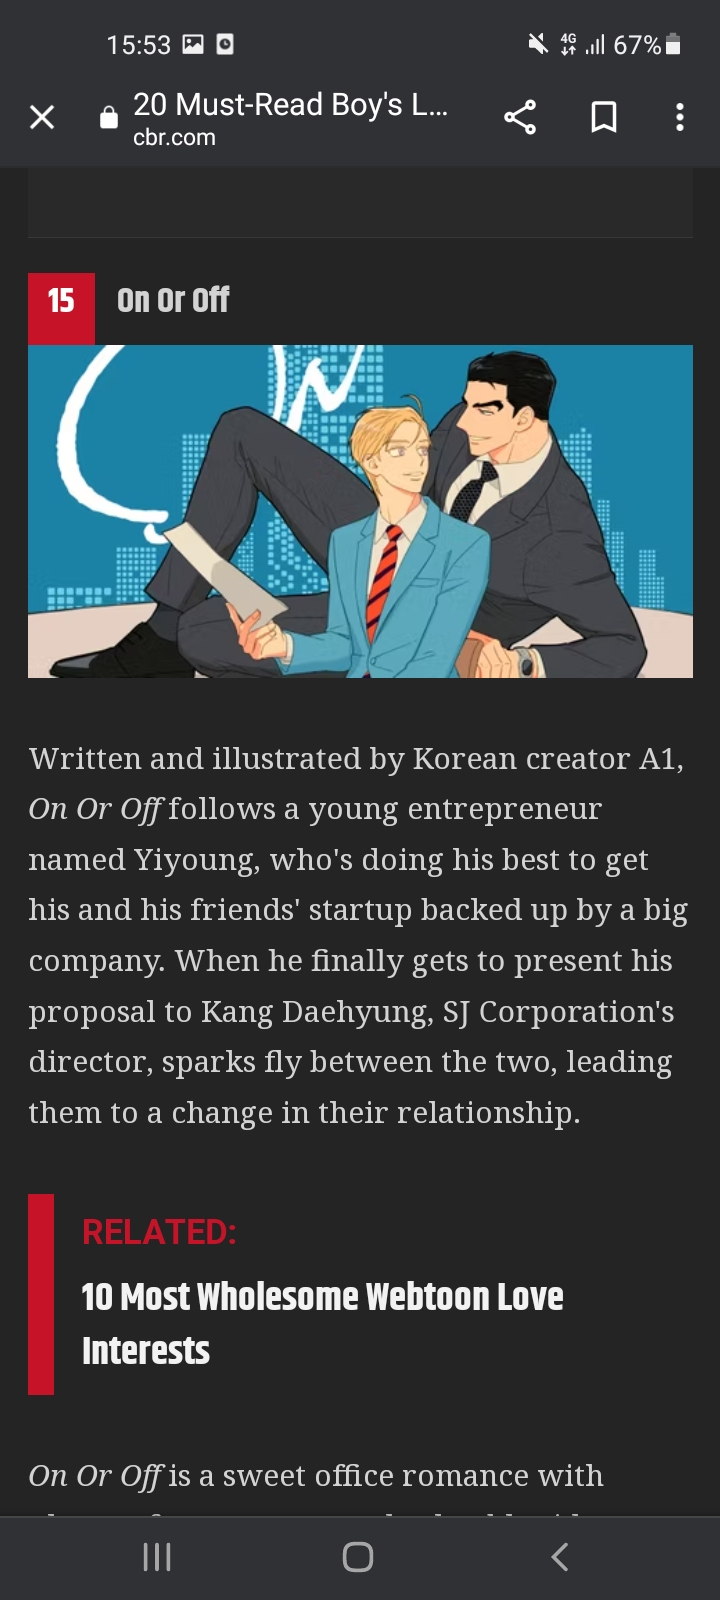 15:53
4G
67%
20 Must-Read Boy's L...
cbr.com
15
On Or Off
ON
Written and illustrated by Korean creator A1,
On Or Off follows a young entrepreneur
named Yiyoung, who's doing his best to get
his and his friends' startup backed up by a big
company. When he finally gets to present his
proposal to Kang Daehyung, SJ Corporation's
director, sparks fly between the two, leading
them to a change in their relationship.
RELATED:
10 Most Wholesome Webtoon Love
Interests
On Or Off is a sweet office romance with